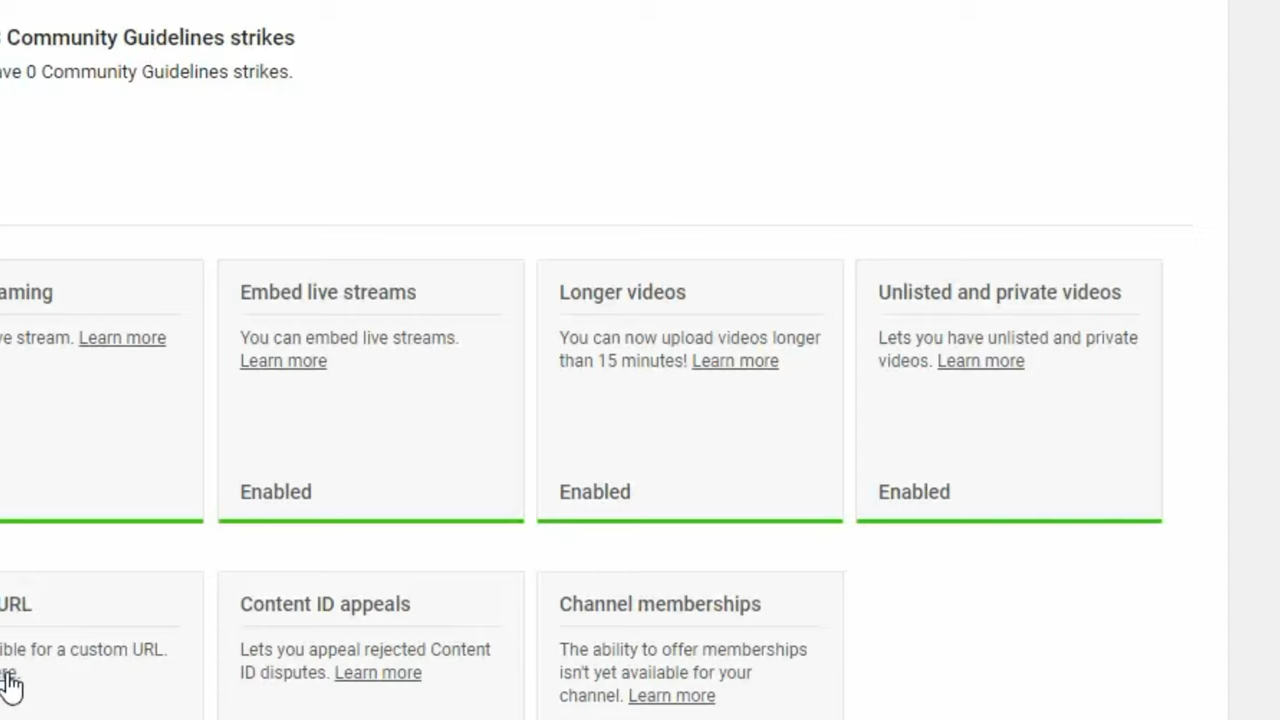 Community Guidelines strikes
ve 0 Community Guidelines strikes.
aming
Embed live streams
Longer videos
Unlisted and private videos
ve stream. Learn more
You can embed live streams.
Learn more
You can now upload videos longer
than 15 minutes! Learn more
Lets you have unlisted and private
videos. Learn more
Enabled
Enabled
Enabled
URL
Content ID appeals
Channel memberships
ible for a custom URL.
Lets you appeal rejected Content
ID disputes. Learn more
The ability to offer memberships
isn't yet available for your
channel. Learn more